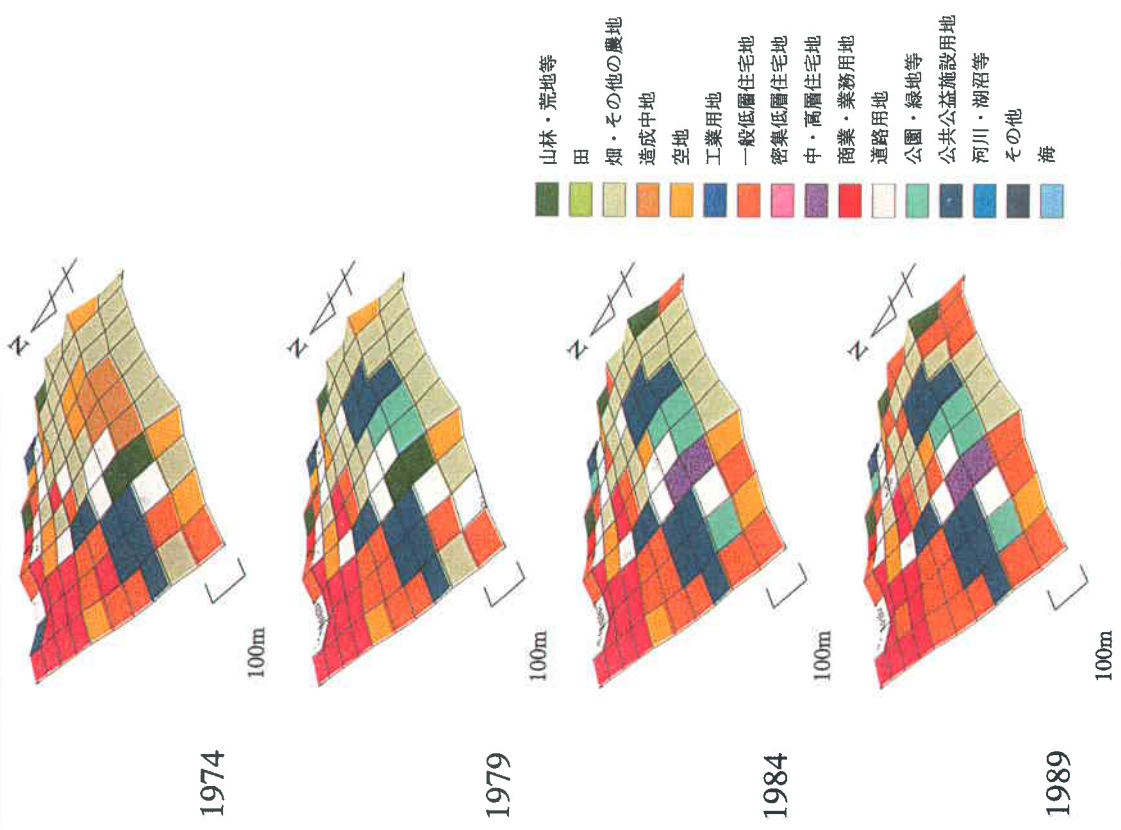 1974
N
100m
1979
N
100m
1984
N
100m
1989
N
100m
山林・荒地等
田
畑・その他の農地
造成中地
空地
工業用地
一般低層住宅地
密集低層住宅地
中・高層住宅地
商業・業務用地
道路用地
公園・緑地等
公共公益施設用地
河川・湖沼等
その他
海